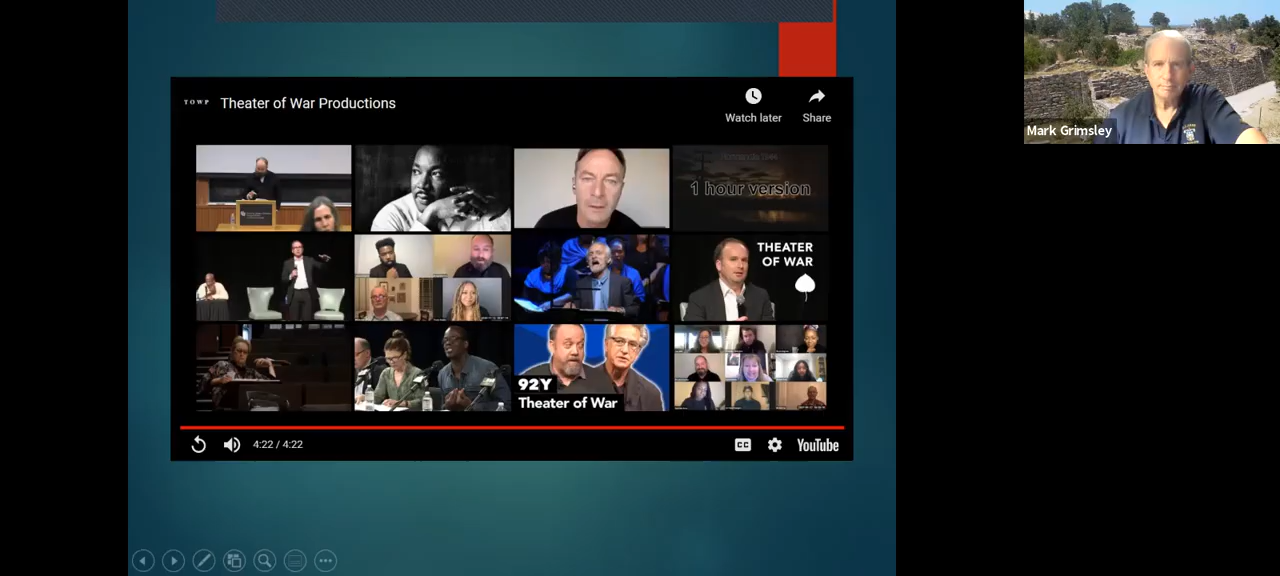 TOWP
Theater of War Productions
Watch later
Share
Mark Grimsley
1 hour version
THEATER
OF WAR
92Y
Theater of War
4:22 / 4:22
CC
YouTube